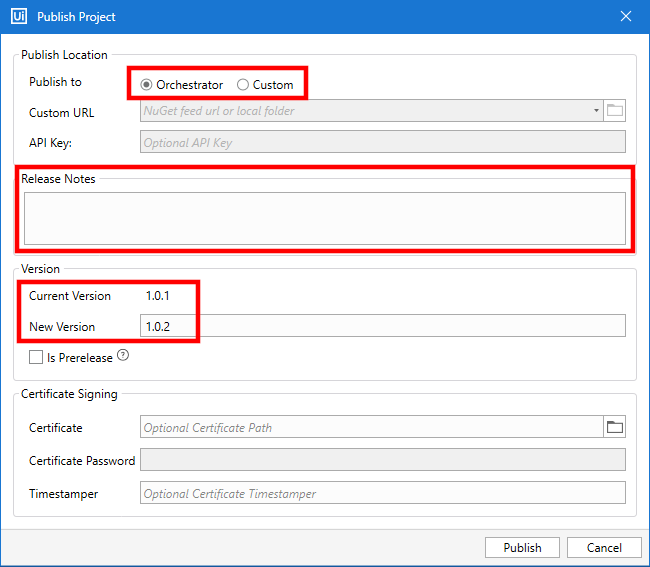 Ui Publish Project
Publish Location
Publish to Orchestrator Custom
Custom URL NuGet feed url or local folder
API Key: Optional API Key
Release Notes
Version
Current Version 1.0.1
New Version 1.0.2
Is Prerelease ?
Certificate Signing
Certificate Optional Certificate Path
Certificate Password
Timestamper Optional Certificate Timestamper
Publish Cancel